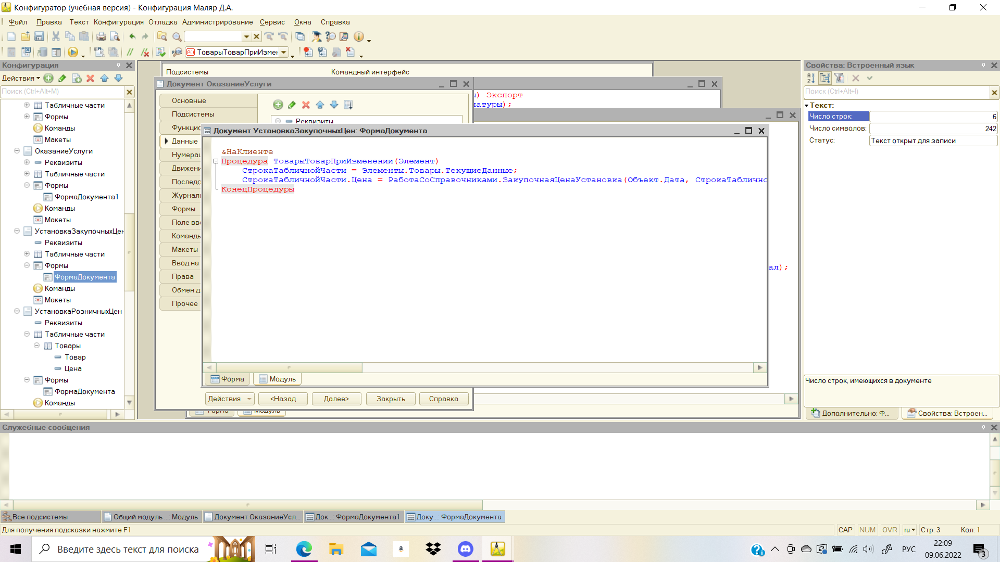 Конфигуратор (учебная версия) - Конфигурация Маляр Д.А.
Файл Правка Текст Конфигурация Отладка Администрирование Сервис Окна Справка
ТоварыТоварПриИзмен
Конфигурация
Действия
Поиск (Ctrl+Alt+M)
Табличные части
Формы
Команды
Макеты
ОказаниеУслуги
Реквизиты
Табличные части
Формы
ФормаДокумента1
Команды
Макеты
УстановкаЗакупочныхЦен
Реквизиты
Табличные части
Формы
ФормаДокумента
Команды
Макеты
УстановкаРозничныхЦен
Реквизиты
Табличные части
Товары
Товар
Цена
Формы
ФормаДокумента
Команды
Подсистемы Командный интерфейс
Документ ОказаниеУслуги
Основные
Подсистемы
Функцис
Данные
Нумерац
Движени
Последо
Журнал
Формы
Поле вво
Команды
Макеты
Ввод на
Права
Обмен д
Прочее
Реквизиты
) Экспорт
атуры);
ал);
Документ УстановкаЗакупочныхЦен: ФормаДокумента
&НаКлиенте
Процедура ТоварыТоварПриИзменении(Элемент)
СтрокаТабличнойЧасти = Элементы.Товары.ТекущиеДанные;
СтрокаТабличнойЧасти.Цена = РаботаСоСправочниками.ЗакупочнаяЦенаУстановка(Объект.Дата, СтрокаТаблично
КонецПроцедуры
Форма Модуль
Действия <Назад Далее> Закрыть Справка
Форма Модуль
Свойства: Встроенный язык
Поиск (Ctrl+Alt+I)
Текст:
Число строк: 6
Число символов: 242
Статус: Текст открыт для записи
Число строк, имеющихся в документе
Дополнительно: Ф... Свойства: Встроен...
Служебные сообщения
Все подсистемы Общий модуль ...: Модуль Документ ОказаниеУсл... Док...: ФормаДокумента1 Доку...: ФормаДокумента
Для получения подсказки нажмите F1 CAP NUM OVR ru Стр: 3 Кол: 1
Введите здесь текст для поиска
a
РУС
22:09
09.06.2022
3